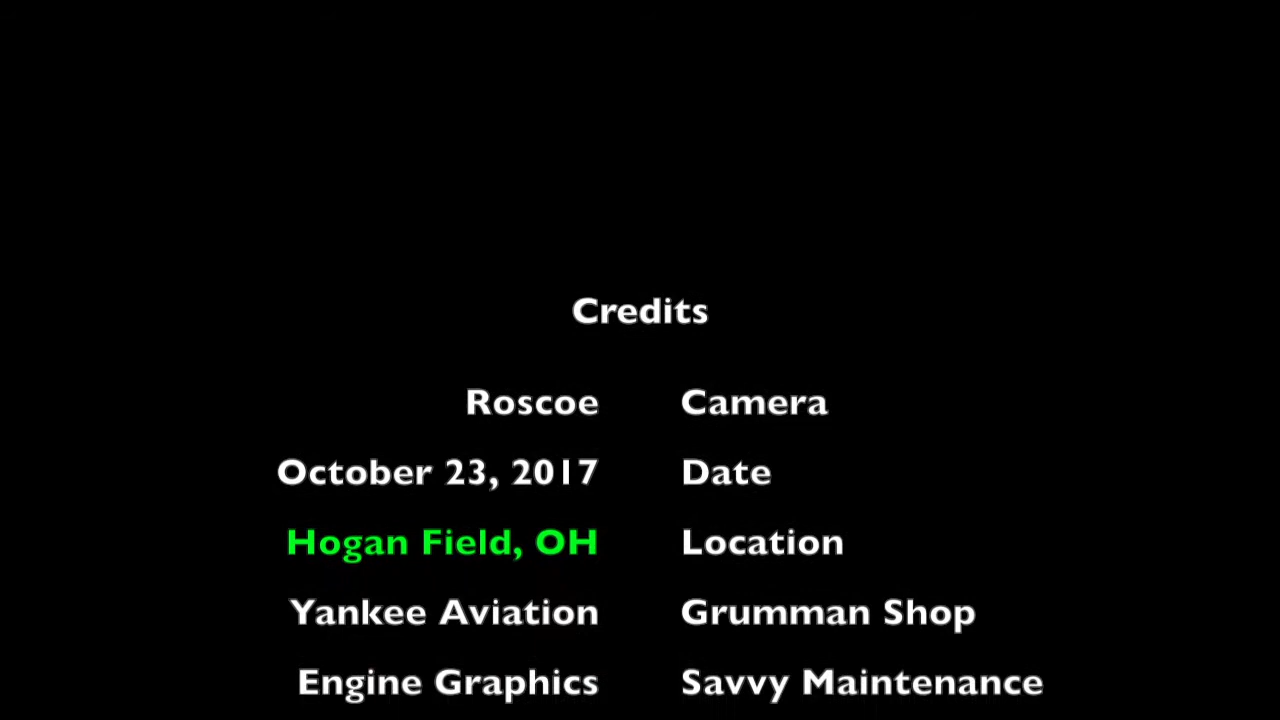 Credits
Roscoe Camera
October 23, 2017 Date
Hogan Field, OH Location
Yankee Aviation Grumman Shop
Engine Graphics Savvy Maintenance